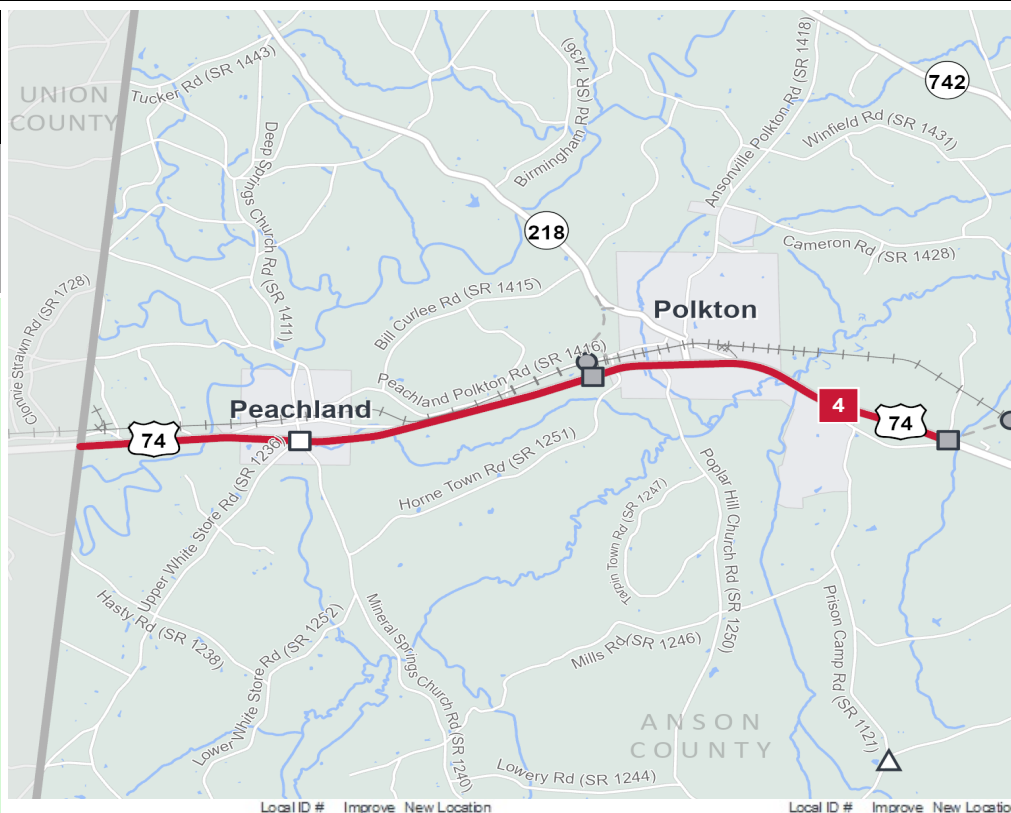 UNION
COUNTY
Tucker Rd (SR 1443)
Deep Springs Church Rd (SR 1411)
Birmingham Rd (SR 1436)
Ansonville Polkton Rd (SR 1418)
742
Winfield Rd (SR 1431)
218
Cameron Rd (SR 1428)
Clonnie Strawn Rd (SR 1728)
Bill Curlee Rd (SR 1415)
Polkton
Peachland Polkton Rd (SR 1416)
Peachland
4
74
74
Upper White Store Rd (SR 1236)
Horne Town Rd (SR 1251)
Tarpin Town Rd (SR 1247)
Poplar Hill Church Rd (SR 1250)
Hasty Rd (SR 1238)
Lower White Store Rd (SR 1252)
Mineral Springs Church Rd (SR 1240)
Mills Rd (SR 1246)
Prison Camp Rd (SR 1121)
ANSON
COUNTY
Lowery Rd (SR 1244)
Local ID # Improve New Location
Local ID # Improve New Locatio